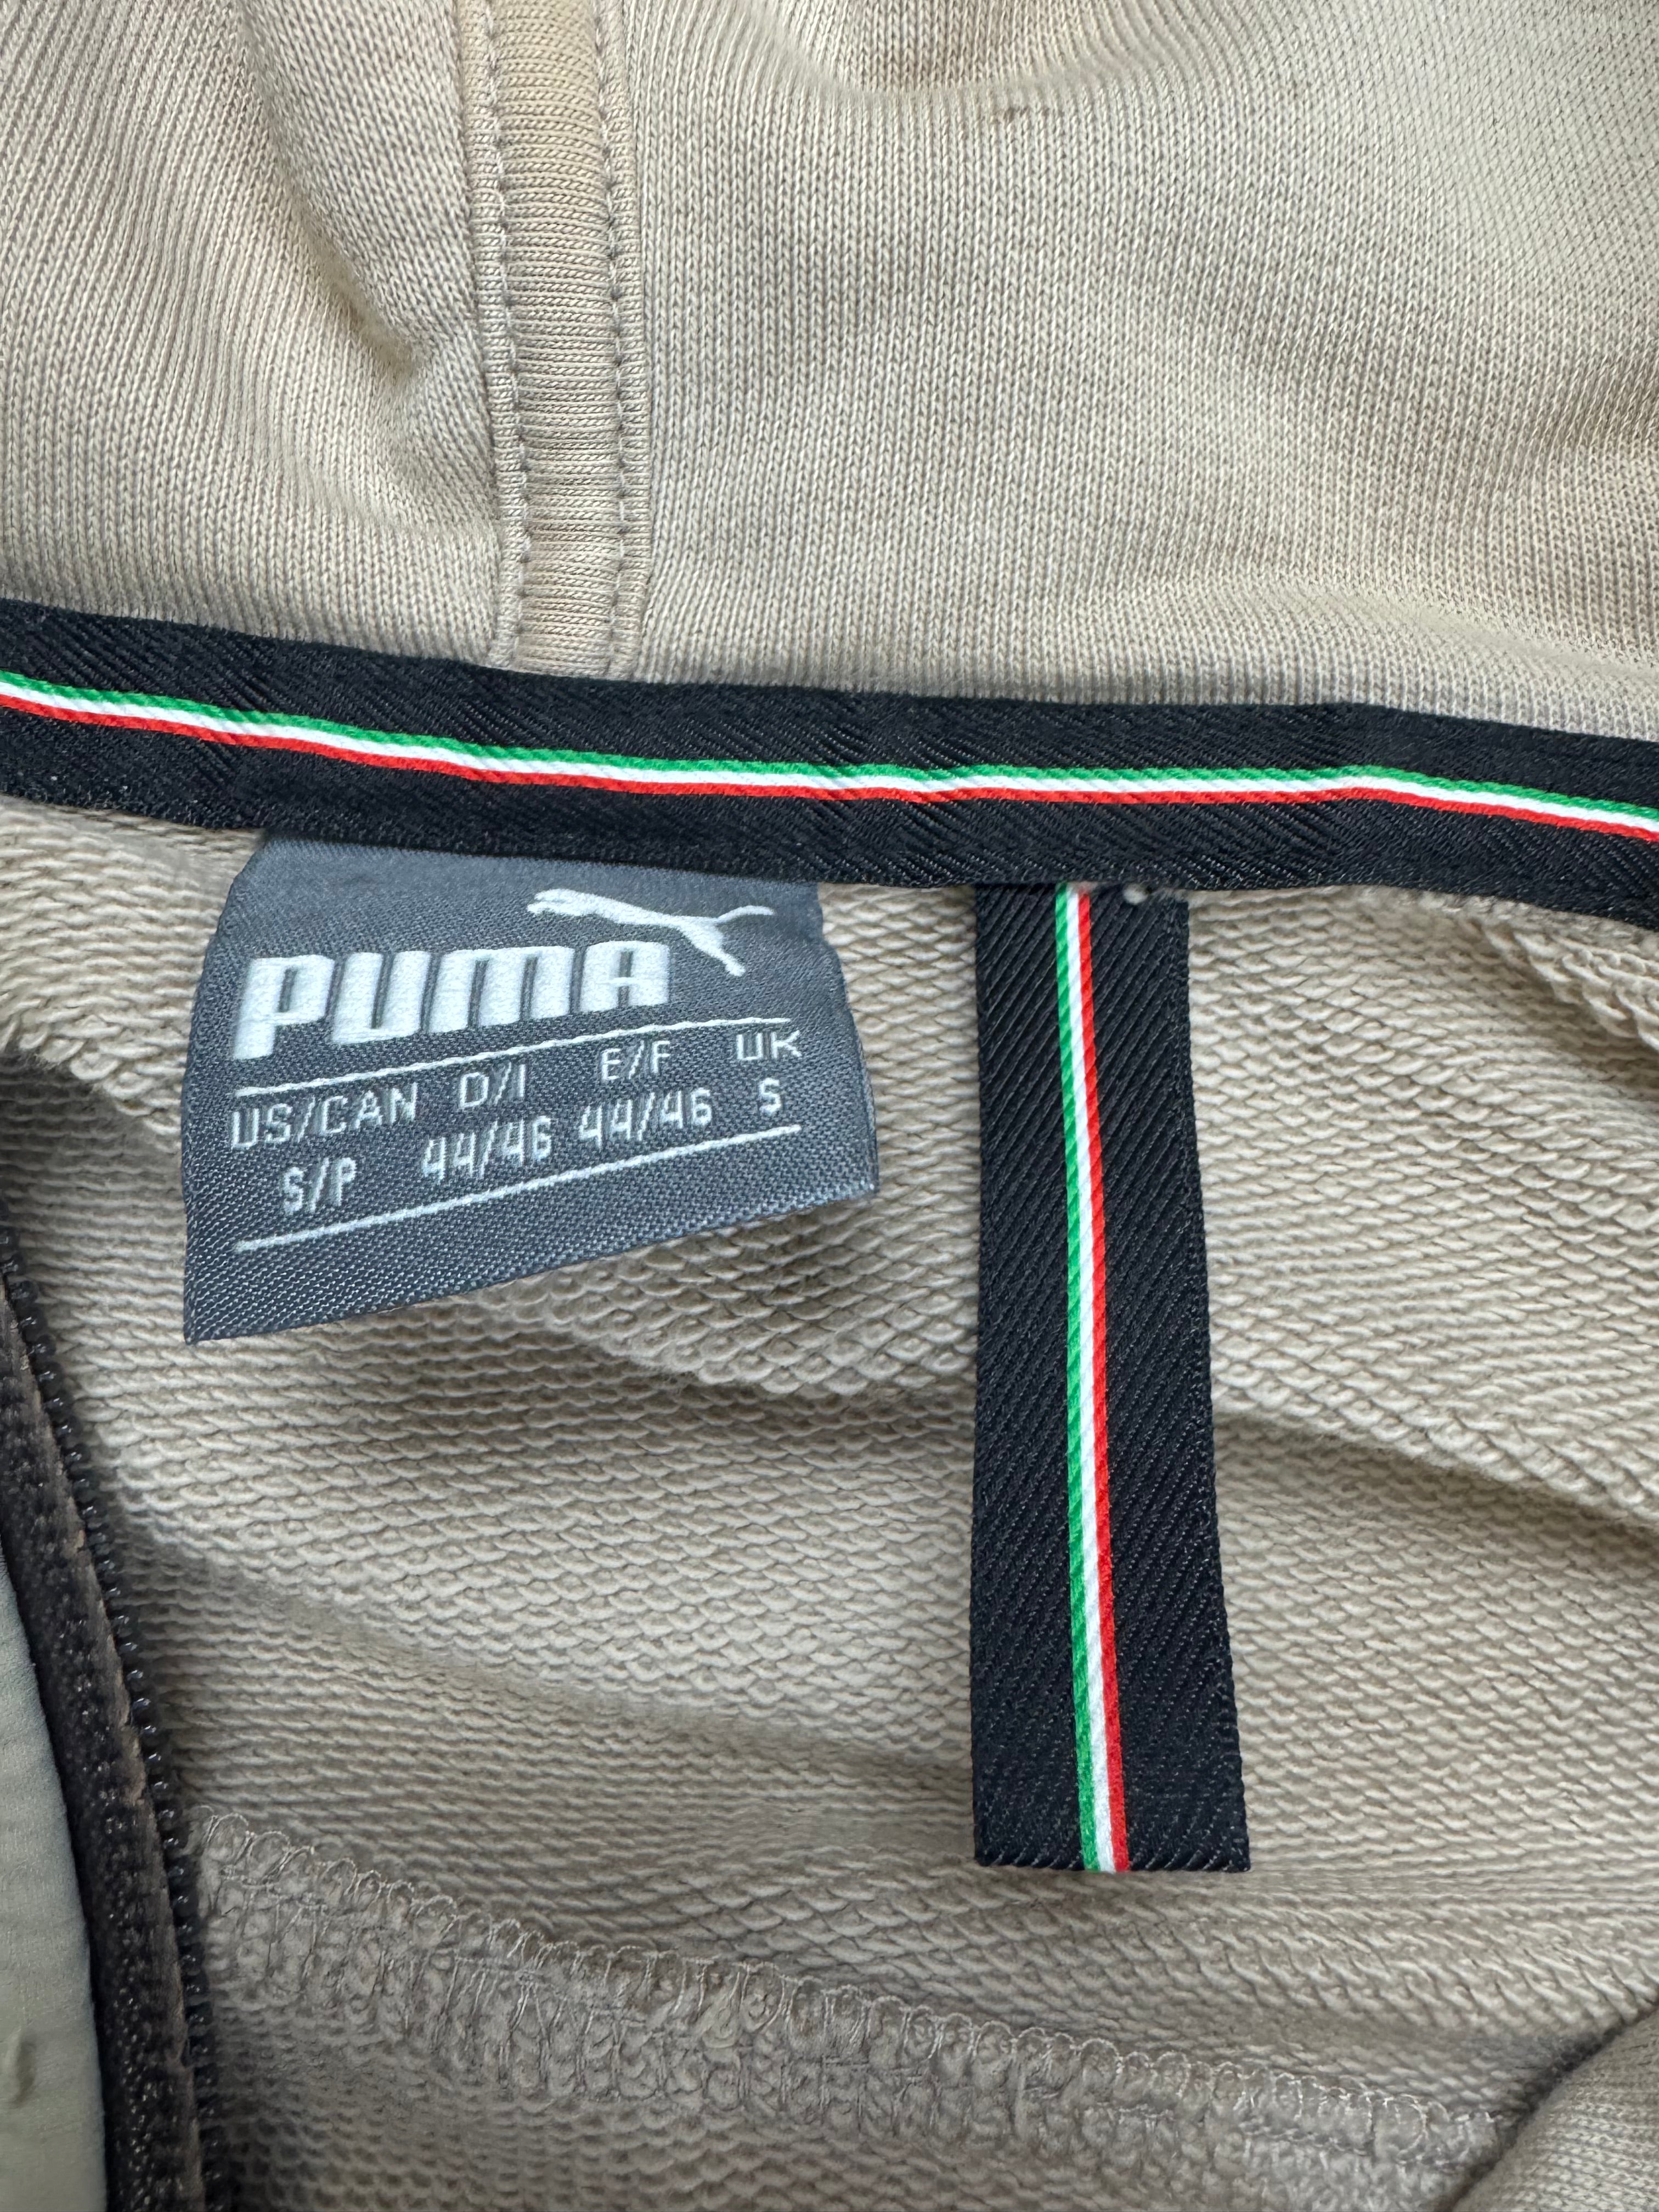 PUMA
US/CAN D/I E/F UK
S/P 44/46 44/46 S